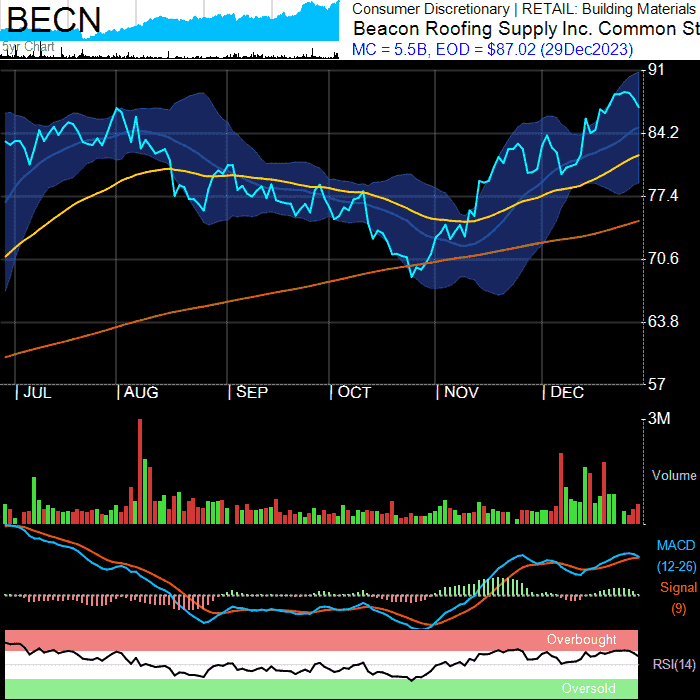 BECN
5yr Chart
Consumer Discretionary | RETAIL: Building Materials
Beacon Roofing Supply Inc. Common St
MC = 5.5B, EOD = $87.02 (29Dec2023)
91
84.2
77.4
70.6
63.8
57
JUL
AUG
SEP
OCT
NOV
DEC
3M
Volume
MACD
(12-26)
Signal
(9)
Overbought
RSI(14)
Oversold